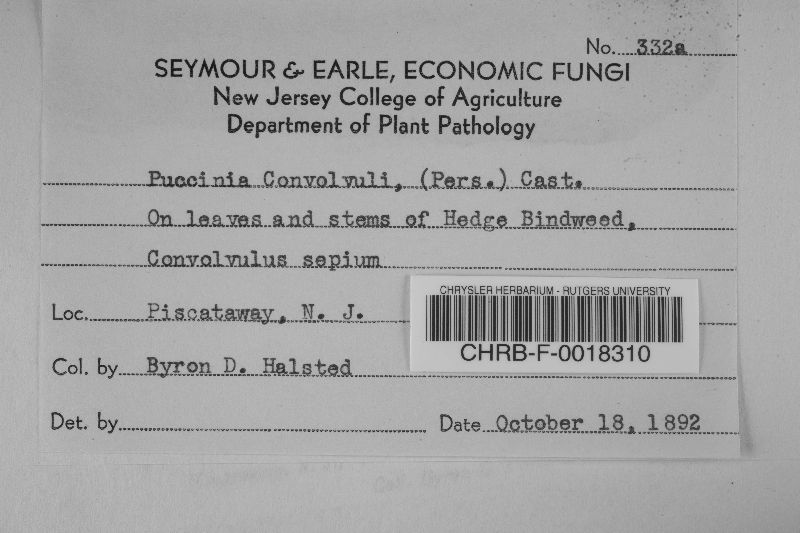 No. 332a
SEYMOUR & EARLE, ECONOMIC FUNGI
New Jersey College of Agriculture
Department of Plant Pathology
Puccinia Convolvuli, (Pers.) Cast.
On leaves and stems of Hedge Bindweed,
Convolvulus sepium
CHRYSLER HERBARIUM - RUTGERS UNIVERSITY
Loc. Piscataway, N. J.
CHRB-F-0018310
Col. by Byron D. Halsted
Det. by
Date October 18, 1892